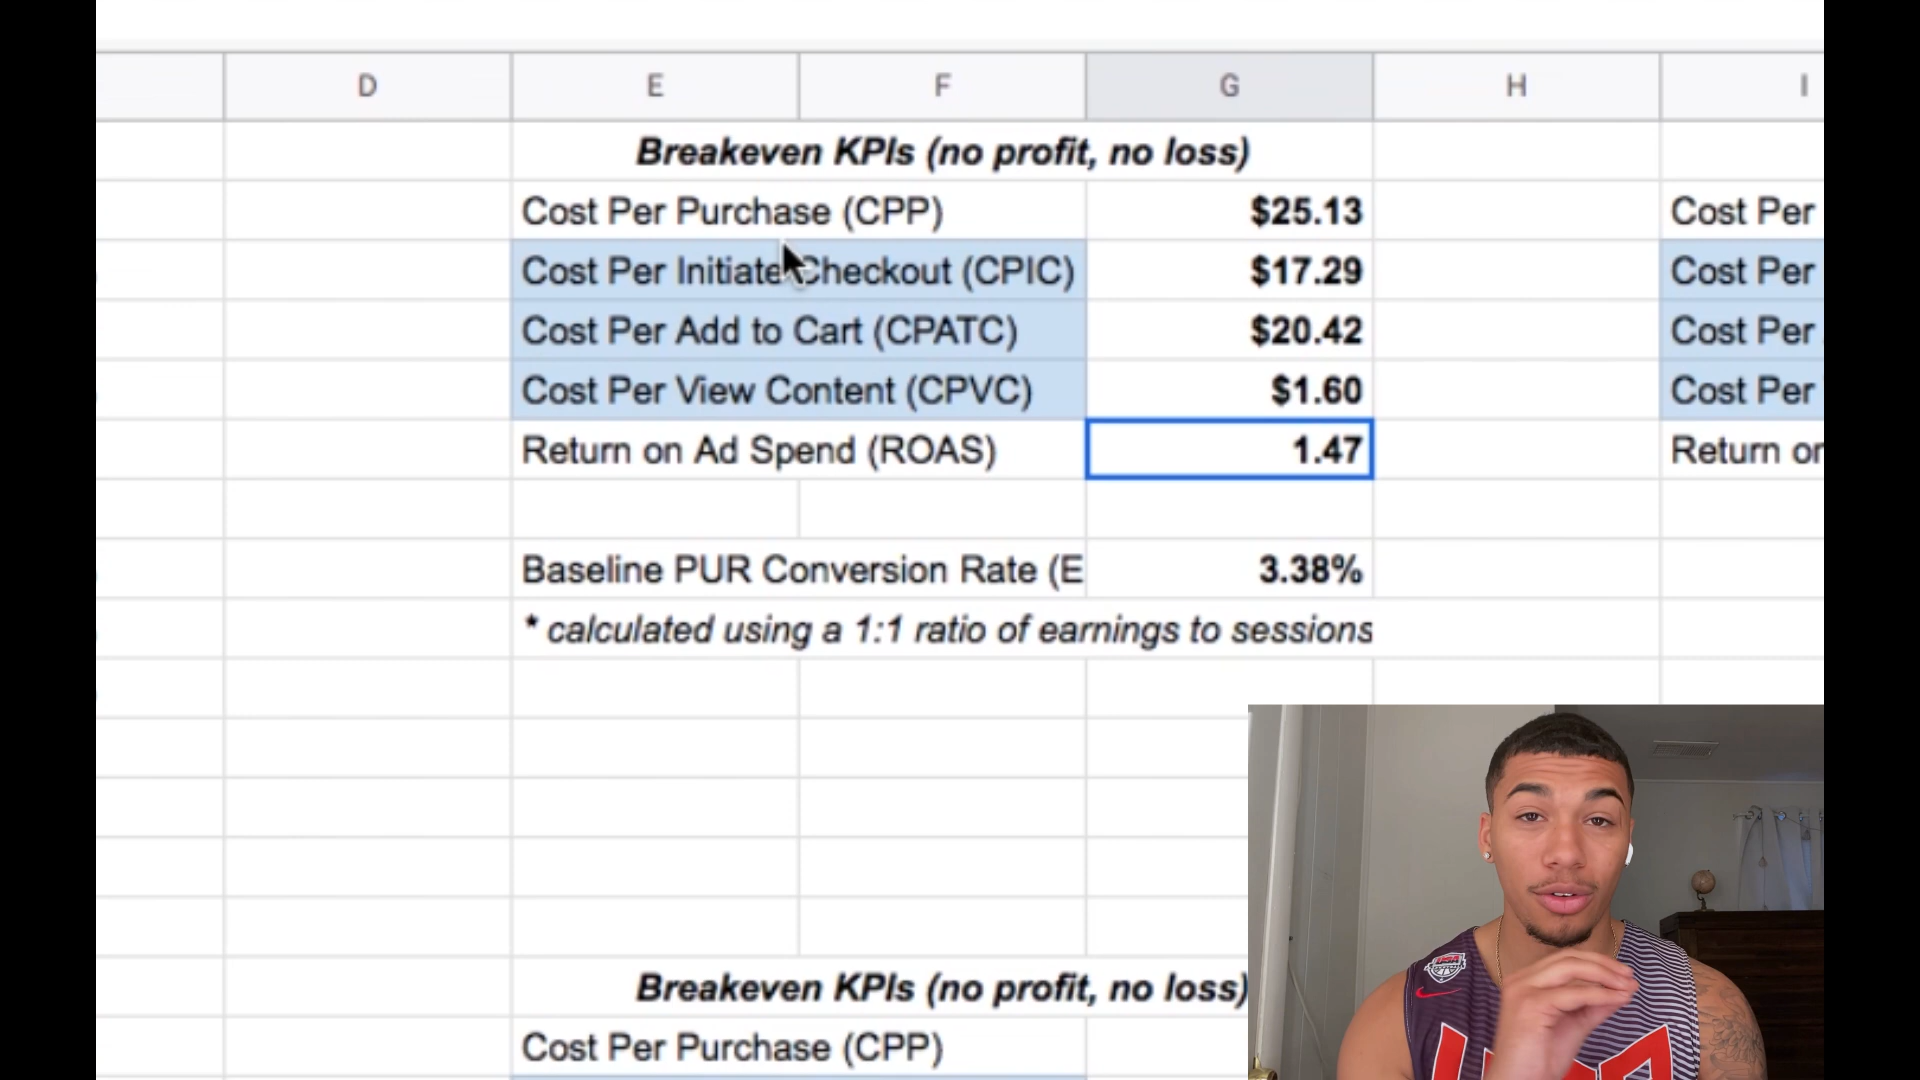 D E F G H I
Breakeven KPIs (no profit, no loss)
Cost Per Purchase (CPP) $25.13 Cost Per
Cost Per Initiate Checkout (CPIC) $17.29 Cost Per
Cost Per Add to Cart (CPATC) $20.42 Cost Per
Cost Per View Content (CPVC) $1.60 Cost Per
Return on Ad Spend (ROAS) 1.47 Return or
Baseline PUR Conversion Rate (E 3.38%
* calculated using a 1:1 ratio of earnings to sessions
Breakeven KPIs (no profit, no loss)
Cost Per Purchase (CPP)
USA